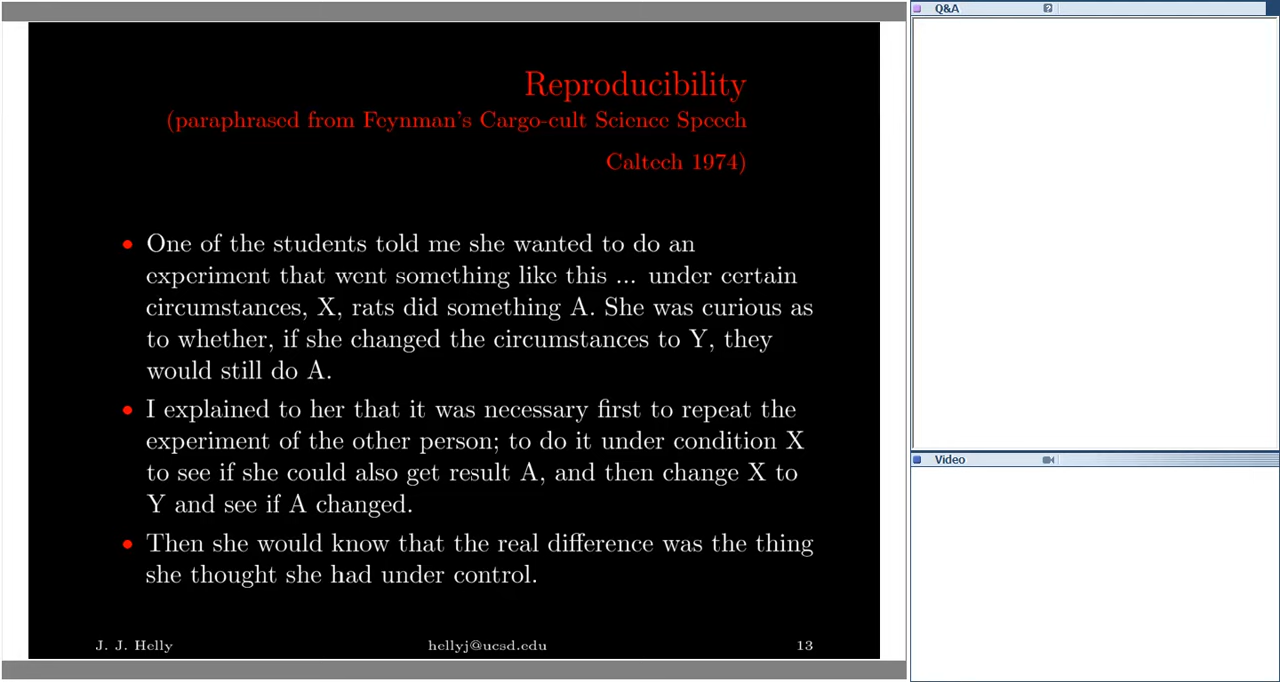 Reproducibility
(paraphrased from Feynman's Cargo-cult Science Speech
Caltech 1974)
• One of the students told me she wanted to do an
experiment that went something like this ... under certain
circumstances, X, rats did something A. She was curious as
to whether, if she changed the circumstances to Y, they
would still do A.
• I explained to her that it was necessary first to repeat the
experiment of the other person; to do it under condition X
to see if she could also get result A, and then change X to
Y and see if A changed.
• Then she would know that the real difference was the thing
she thought she had under control.
J. J. Helly hellyj@ucsd.edu 13
Q&A ?
Video